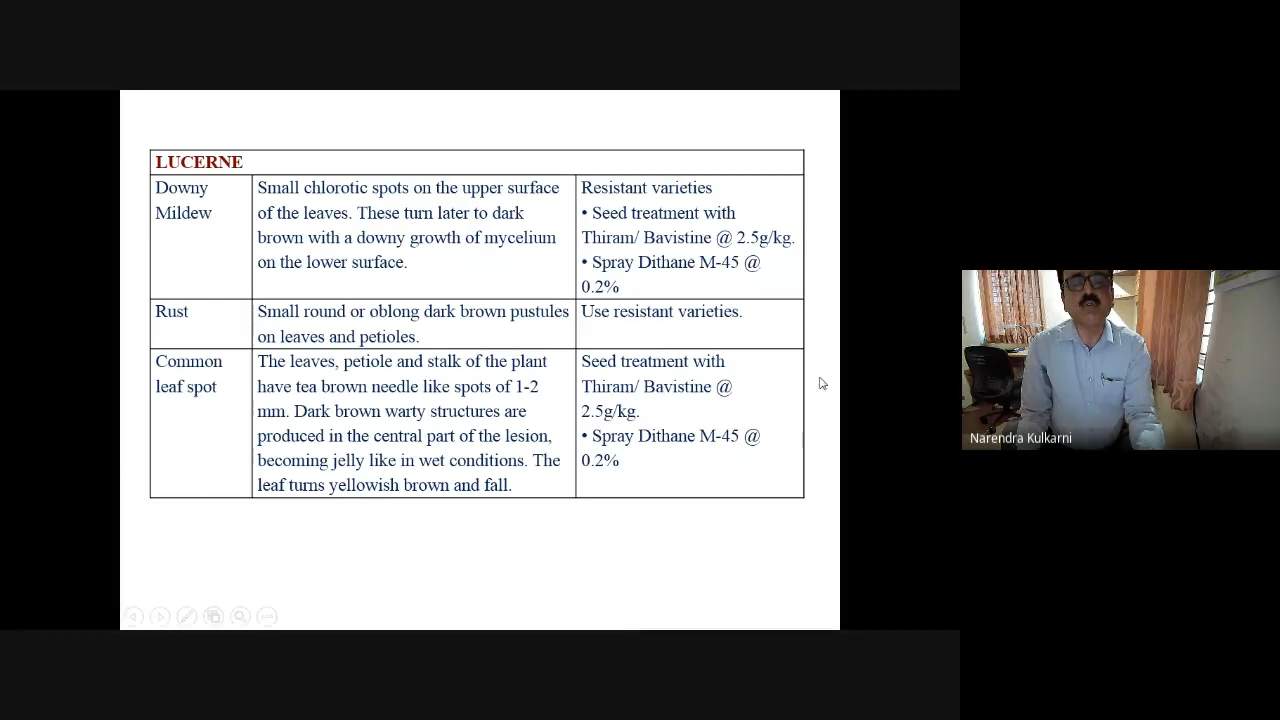 LUCERNE
Downy
Mildew
Small chlorotic spots on the upper surface
of the leaves. These turn later to dark
brown with a downy growth of mycelium
on the lower surface.
Resistant varieties
• Seed treatment with
Thiram/ Bavistine @ 2.5g/kg.
• Spray Dithane M-45 @
0.2%
Rust
Small round or oblong dark brown pustules
on leaves and petioles.
Use resistant varieties.
Common
leaf spot
The leaves, petiole and stalk of the plant
have tea brown needle like spots of 1-2
mm. Dark brown warty structures are
produced in the central part of the lesion,
becoming jelly like in wet conditions. The
leaf turns yellowish brown and fall.
Seed treatment with
Thiram/ Bavistine @
2.5g/kg.
• Spray Dithane M-45 @
0.2%
Narendra Kulkarni